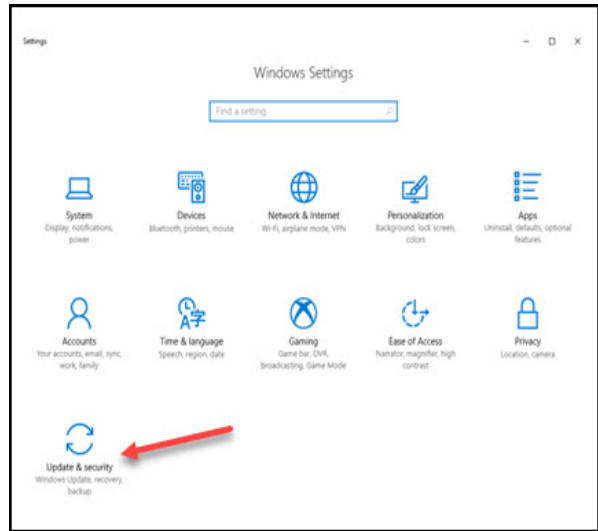 Settings
Windows Settings
Find a setting
System
Display, notifications,
power
Devices
Bluetooth, printers, mouse
Network & Internet
Wi-Fi, airplane mode, VPN
Personalization
Background, lock screen,
colors
Apps
Uninstall, defaults, optional
features
Accounts
Your accounts, email, sync,
work, family
A字
Time & language
Speech, region, date
Gaming
Game bar, DVR,
broadcasting, Game Mode
Ease of Access
Narrator, magnifier, high
contrast
Privacy
Location, camera
Update & security
Windows Update, recovery,
backup